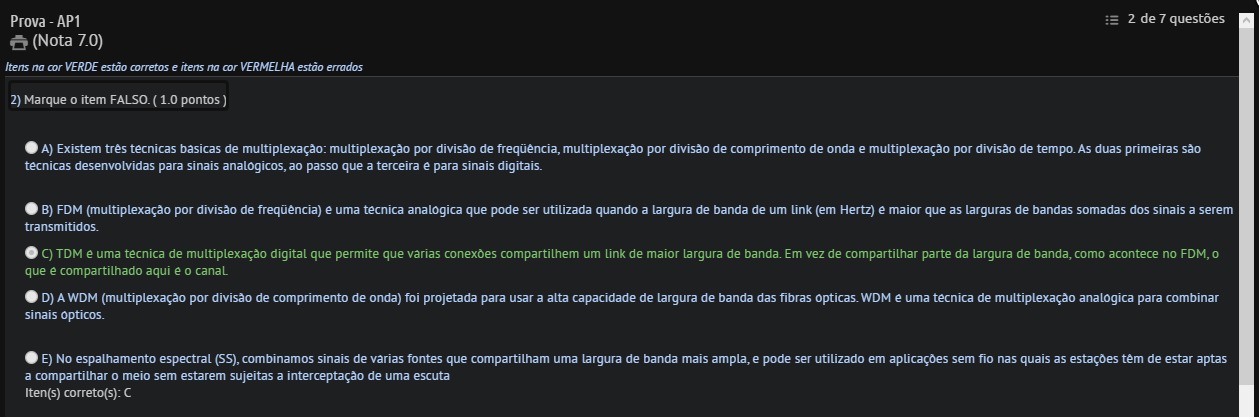 Prova - AP1
2 de 7 questões
(Nota 7.0)
Itens na cor VERDE estão corretos e itens na cor VERMELHA estão errados
2) Marque o item FALSO. ( 1.0 pontos )
A) Existem três técnicas básicas de multiplexação: multiplexação por divisão de freqüência, multiplexação por divisão de comprimento de onda e multiplexação por divisão de tempo. As duas primeiras são
técnicas desenvolvidas para sinais analógicos, ao passo que a terceira é para sinais digitais.
B) FDM (multiplexação por divisão de freqüência) é uma técnica analógica que pode ser utilizada quando a largura de banda de um link (em Hertz) é maior que as larguras de bandas somadas dos sinais a serem
transmitidos.
C) TDM é uma técnica de multiplexação digital que permite que várias conexões compartilhem um link de maior largura de banda. Em vez de compartilhar parte da largura de banda, como acontece no FDM, o
que é compartilhado aqui é o canal.
D) A WDM (multiplexação por divisão de comprimento de onda) foi projetada para usar a alta capacidade de largura de banda das fibras ópticas. WDM é uma técnica de multiplexação analógica para combinar
sinais ópticos.
E) No espalhamento espectral (SS), combinamos sinais de várias fontes que compartilham uma largura de banda mais ampla, e pode ser utilizado em aplicações sem fio nas quais as estações têm de estar aptas
a compartilhar o meio sem estarem sujeitas a interceptação de uma escuta
Iten(s) correto(s): C